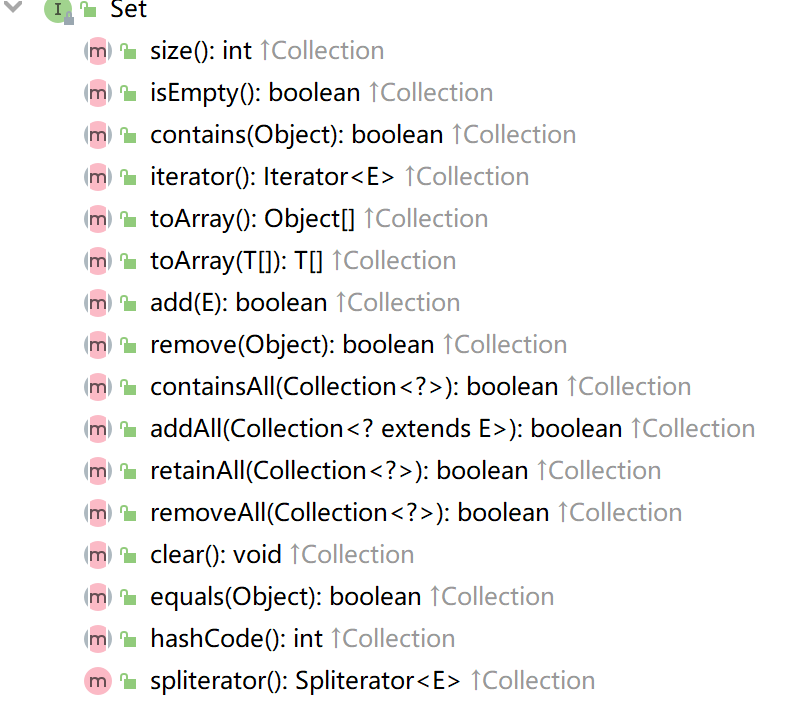 I Set
m size(): int ↑Collection
m isEmpty(): boolean ↑Collection
m contains(Object): boolean ↑Collection
m iterator(): Iterator<E> ↑Collection
m toArray(): Object[] ↑Collection
m toArray(T[]): T[] ↑Collection
m add(E): boolean ↑Collection
m remove(Object): boolean ↑Collection
m containsAll(Collection<?>): boolean ↑Collection
m addAll(Collection<? extends E>): boolean ↑Collection
m retainAll(Collection<?>): boolean ↑Collection
m removeAll(Collection<?>): boolean ↑Collection
m clear(): void ↑Collection
m equals(Object): boolean ↑Collection
m hashCode(): int ↑Collection
m spliterator(): Spliterator<E> ↑Collection